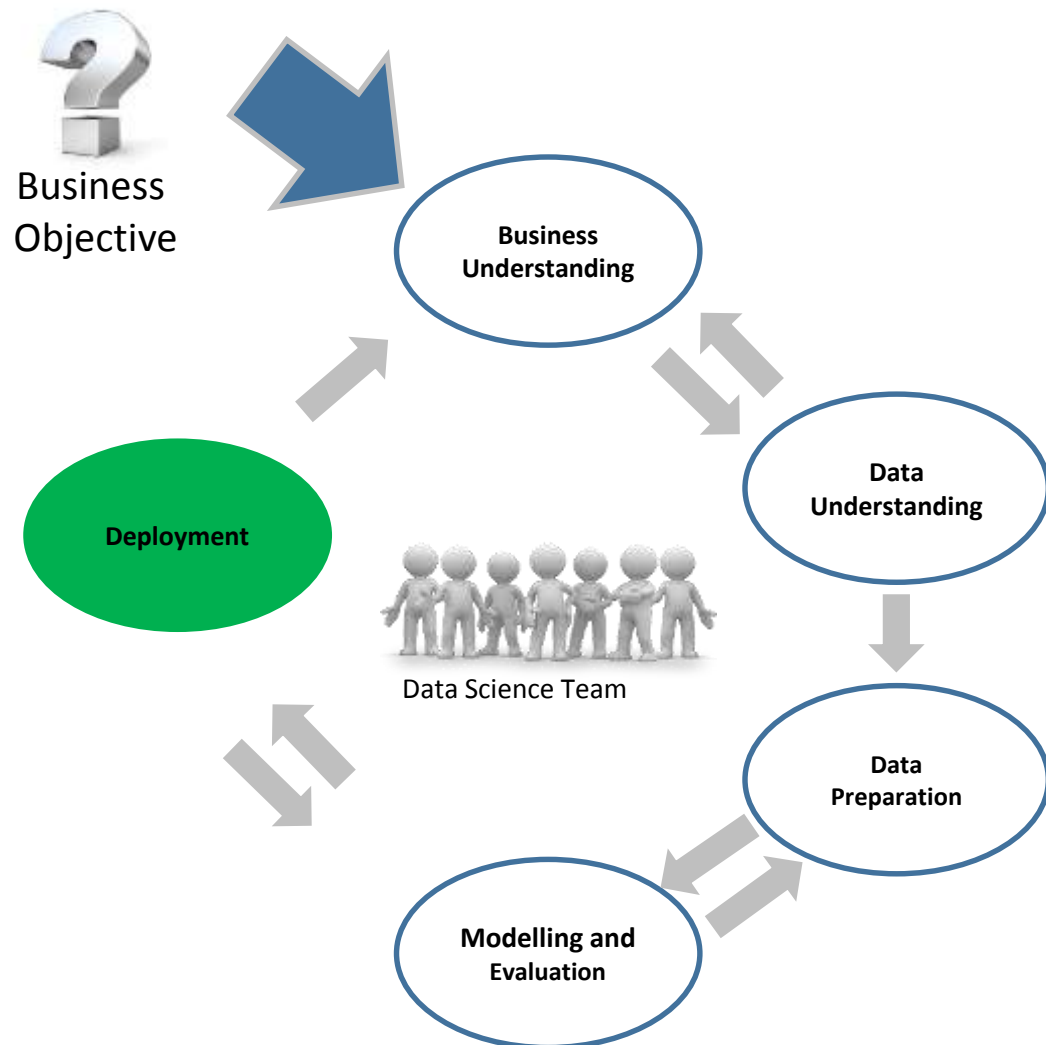 Business
Objective
Business
Understanding
Data
Understanding
Deployment
Data Science Team
Data
Preparation
Modelling and
Evaluation